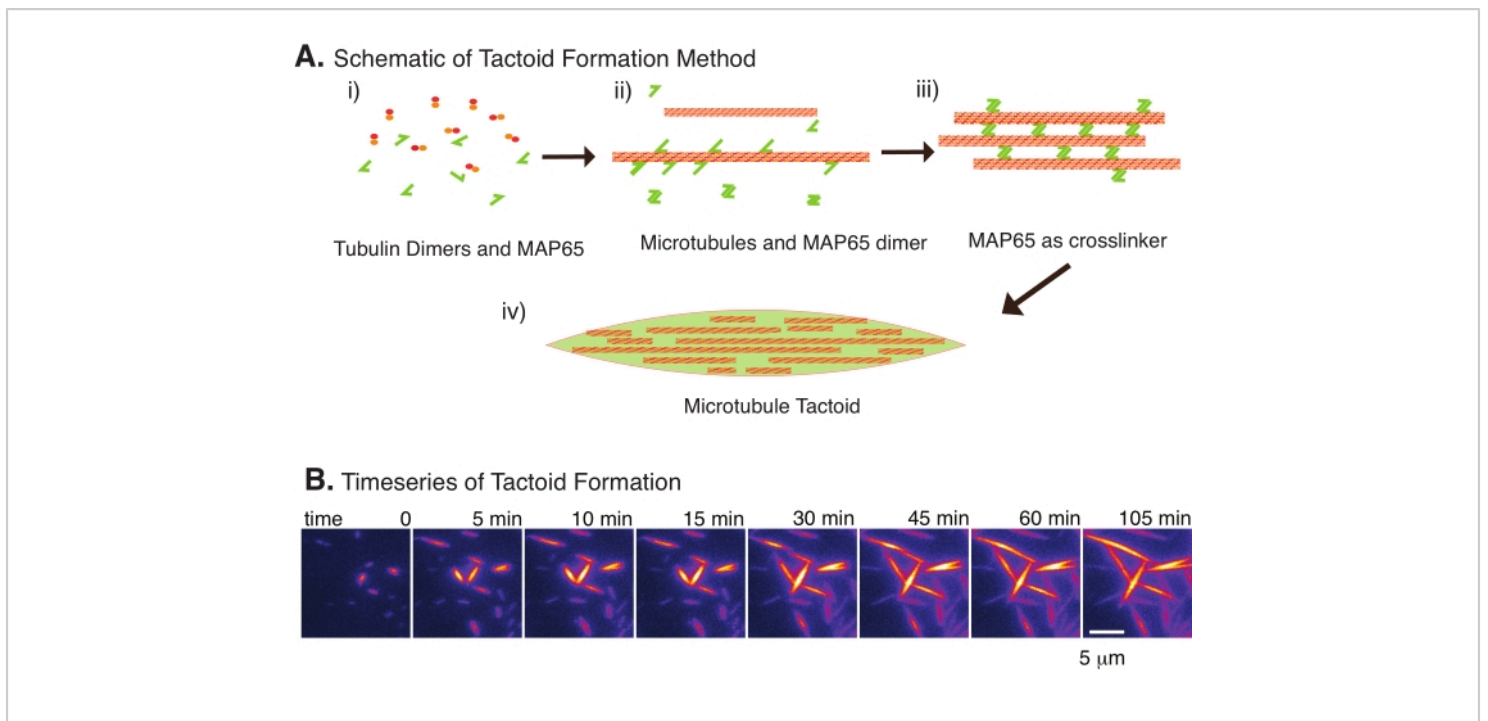 A. Schematic of Tactoid Formation Method
i)
ii)
iii)
Tubulin Dimers and MAP65
Microtubules and MAP65 dimer
MAP65 as crosslinker
iv)
Microtubule Tactoid
B. Timeseries of Tactoid Formation
time 0 5 min 10 min 15 min 30 min 45 min 60 min 105 min
5 μm